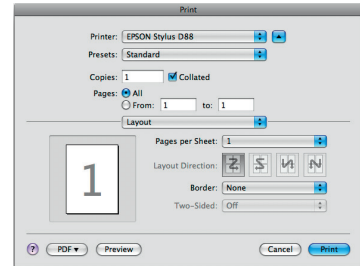 Print
Printer: EPSON Stylus D88
Presets: Standard
Copies: 1 Collated
Pages: All
From: 1 to: 1
Layout
Pages per Sheet: 1
1
Layout Direction:
Border: None
Two-Sided: Off
? PDF Preview Cancel Print